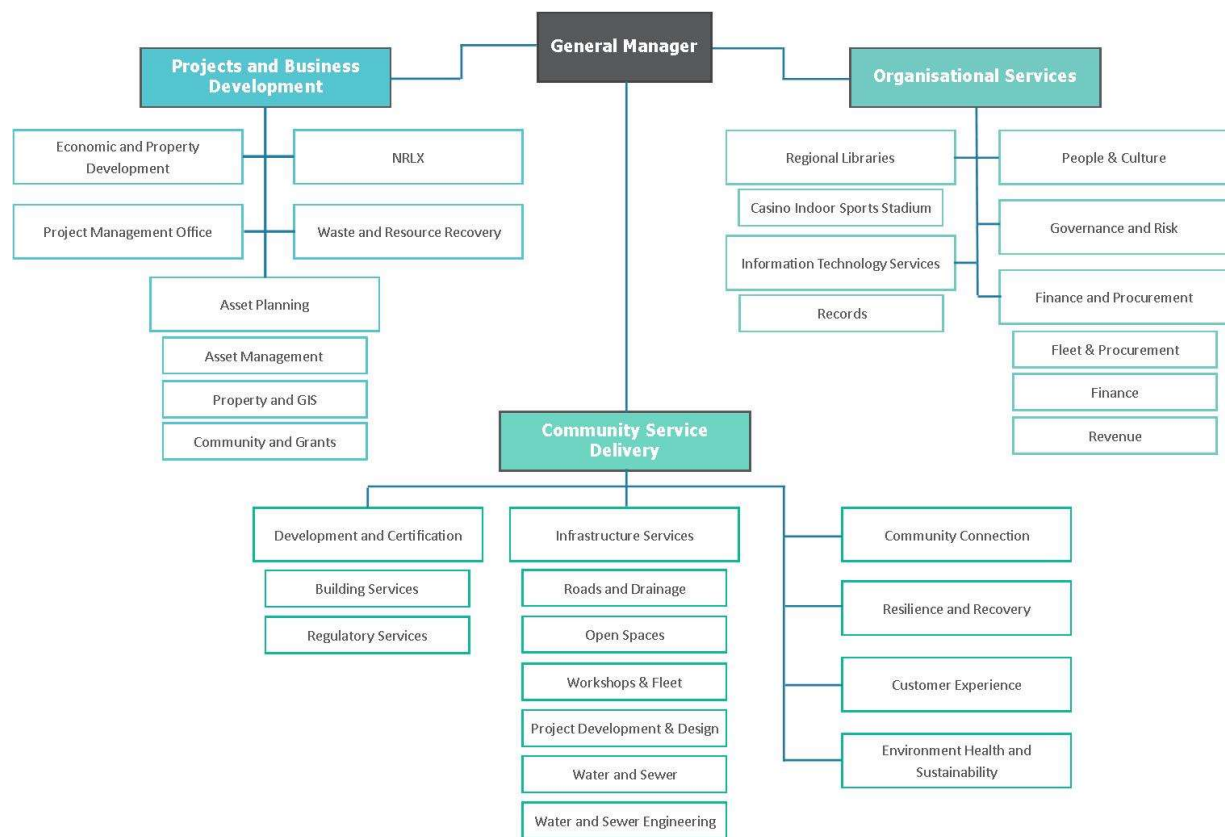 General Manager
Projects and Business
Development
Organisational Services
Economic and Property
Development
NRLX
Project Management Office
Waste and Resource Recovery
Asset Planning
Asset Management
Property and GIS
Community and Grants
Regional Libraries
People & Culture
Casino Indoor Sports Stadium
Governance and Risk
Information Technology Services
Records
Finance and Procurement
Fleet & Procurement
Finance
Revenue
Community Service
Delivery
Development and Certification
Building Services
Regulatory Services
Infrastructure Services
Roads and Drainage
Open Spaces
Workshops & Fleet
Project Development & Design
Water and Sewer
Water and Sewer Engineering
Community Connection
Resilience and Recovery
Customer Experience
Environment Health and
Sustainability